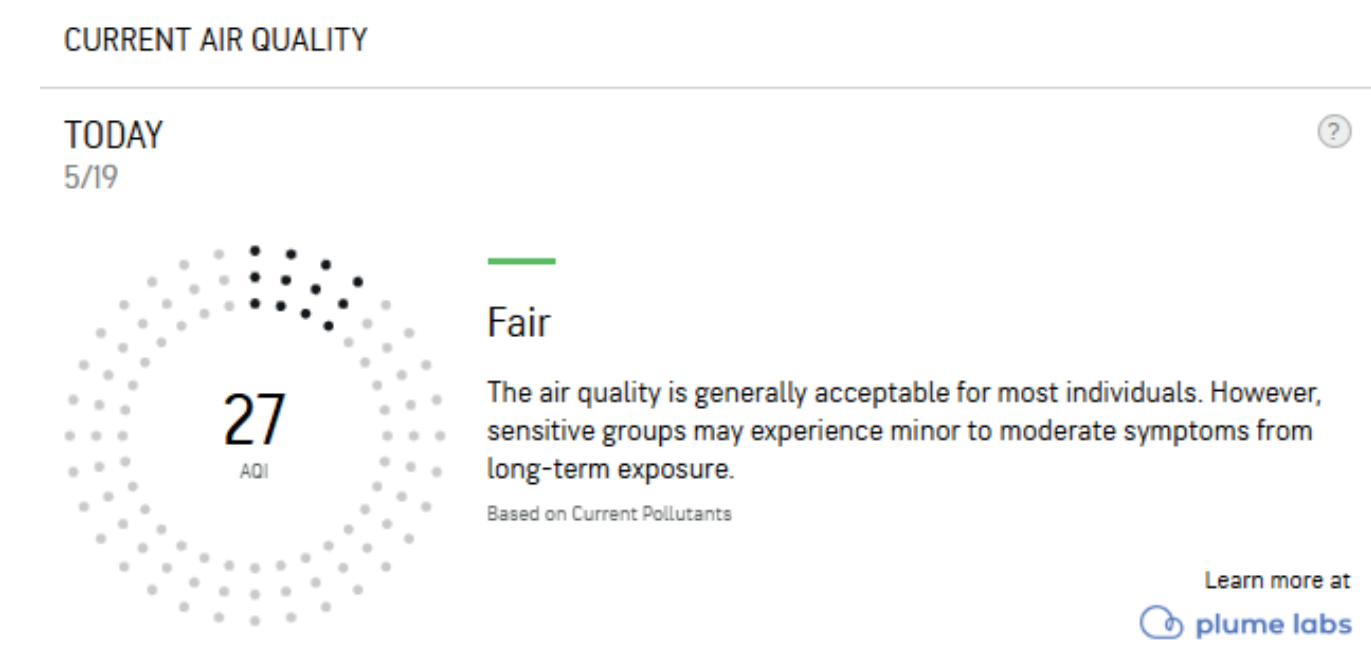 CURRENT AIR QUALITY
TODAY
?
5/19
27
AQI
Fair
The air quality is generally acceptable for most individuals. However,
sensitive groups may experience minor to moderate symptoms from
long-term exposure.
Based on Current Pollutants
Learn more at
plume labs